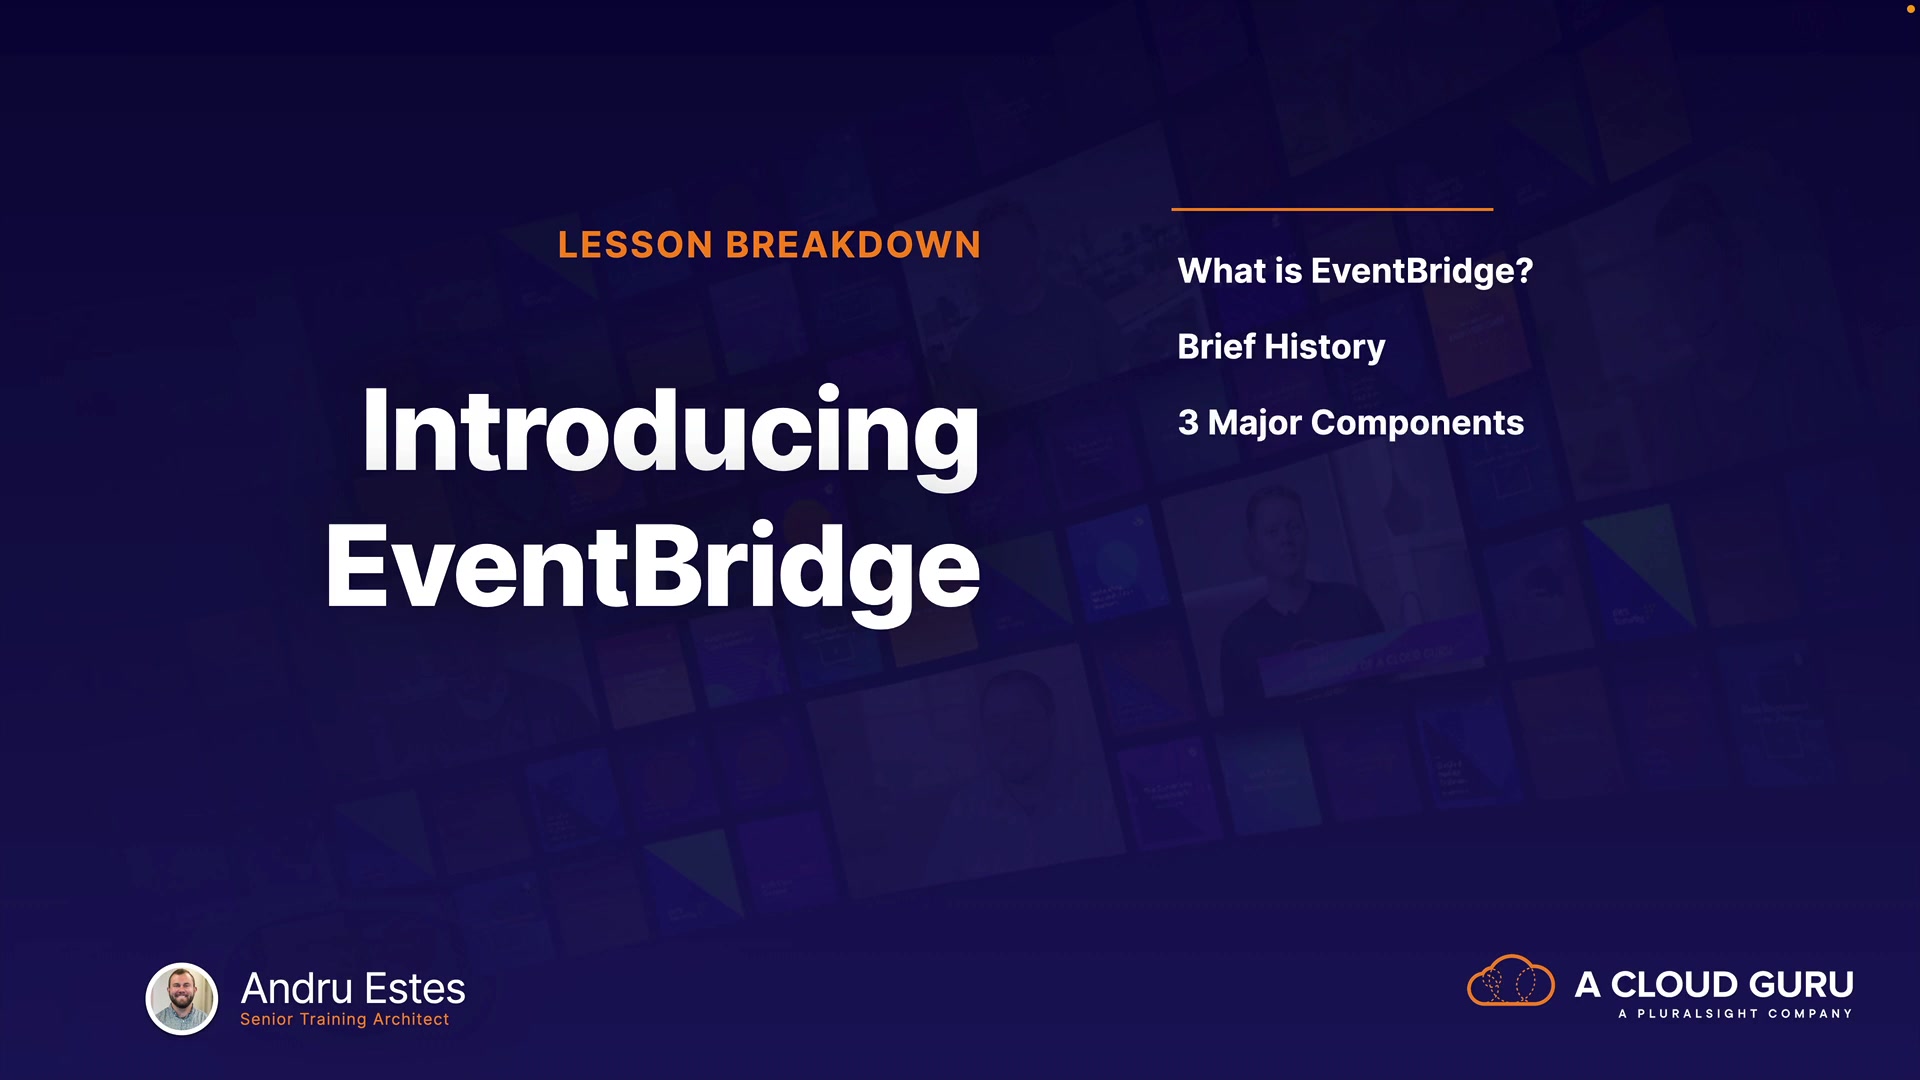 LESSON BREAKDOWN
Introducing
EventBridge
What is EventBridge?
Brief History
3 Major Components
Andru Estes
Senior Training Architect
A CLOUD GURU
A PLURALSIGHT COMPANY